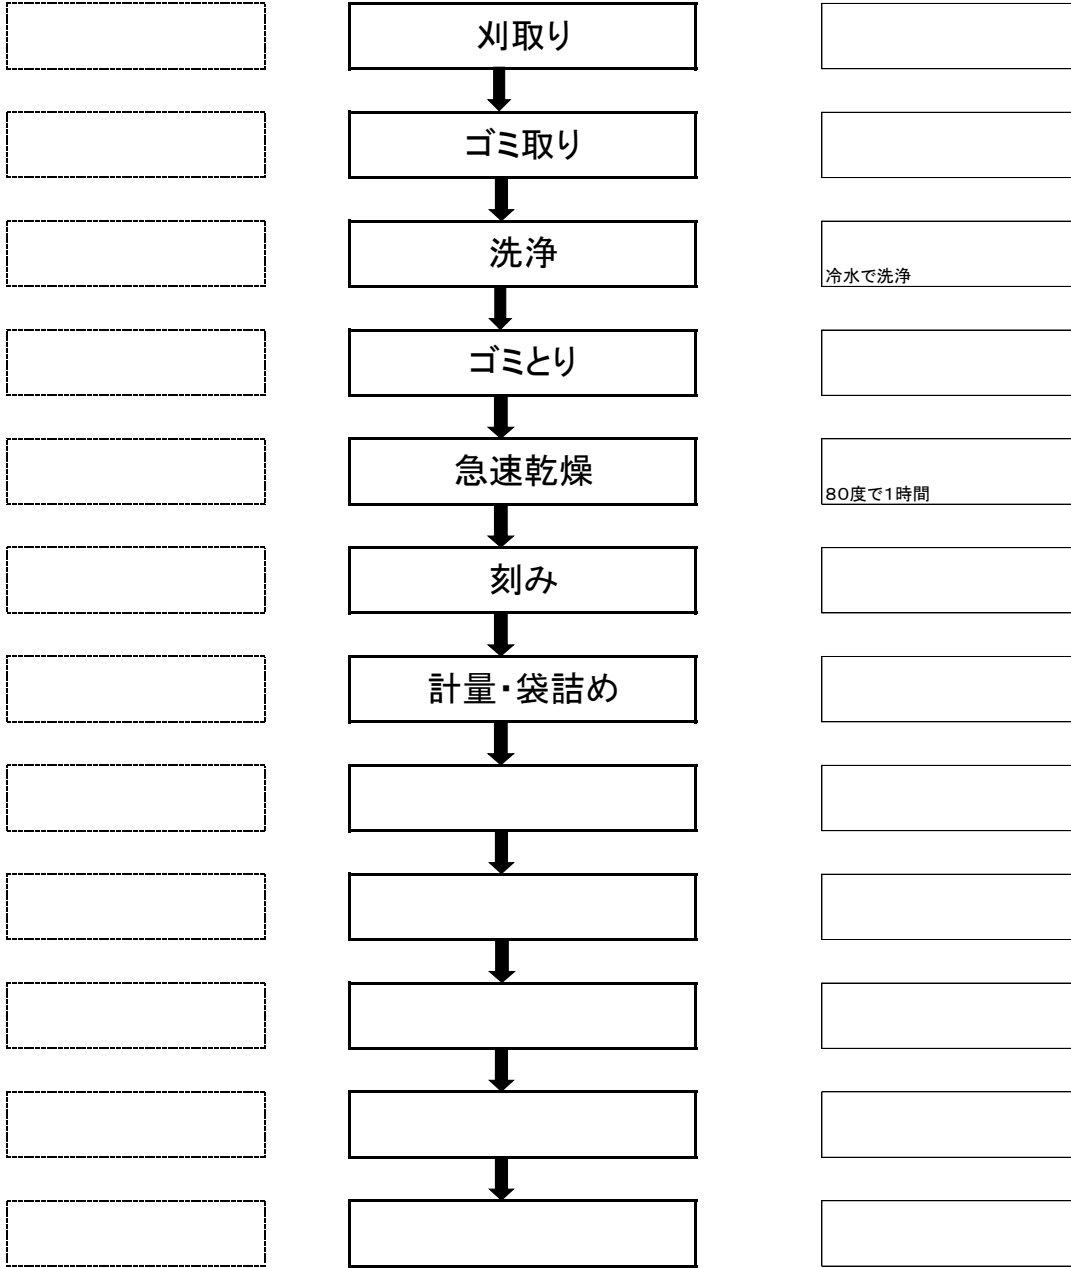 刈取り
ゴミ取り
洗浄
冷水で洗浄
ゴミとり
急速乾燥
80度で1時間
刻み
計量・袋詰め